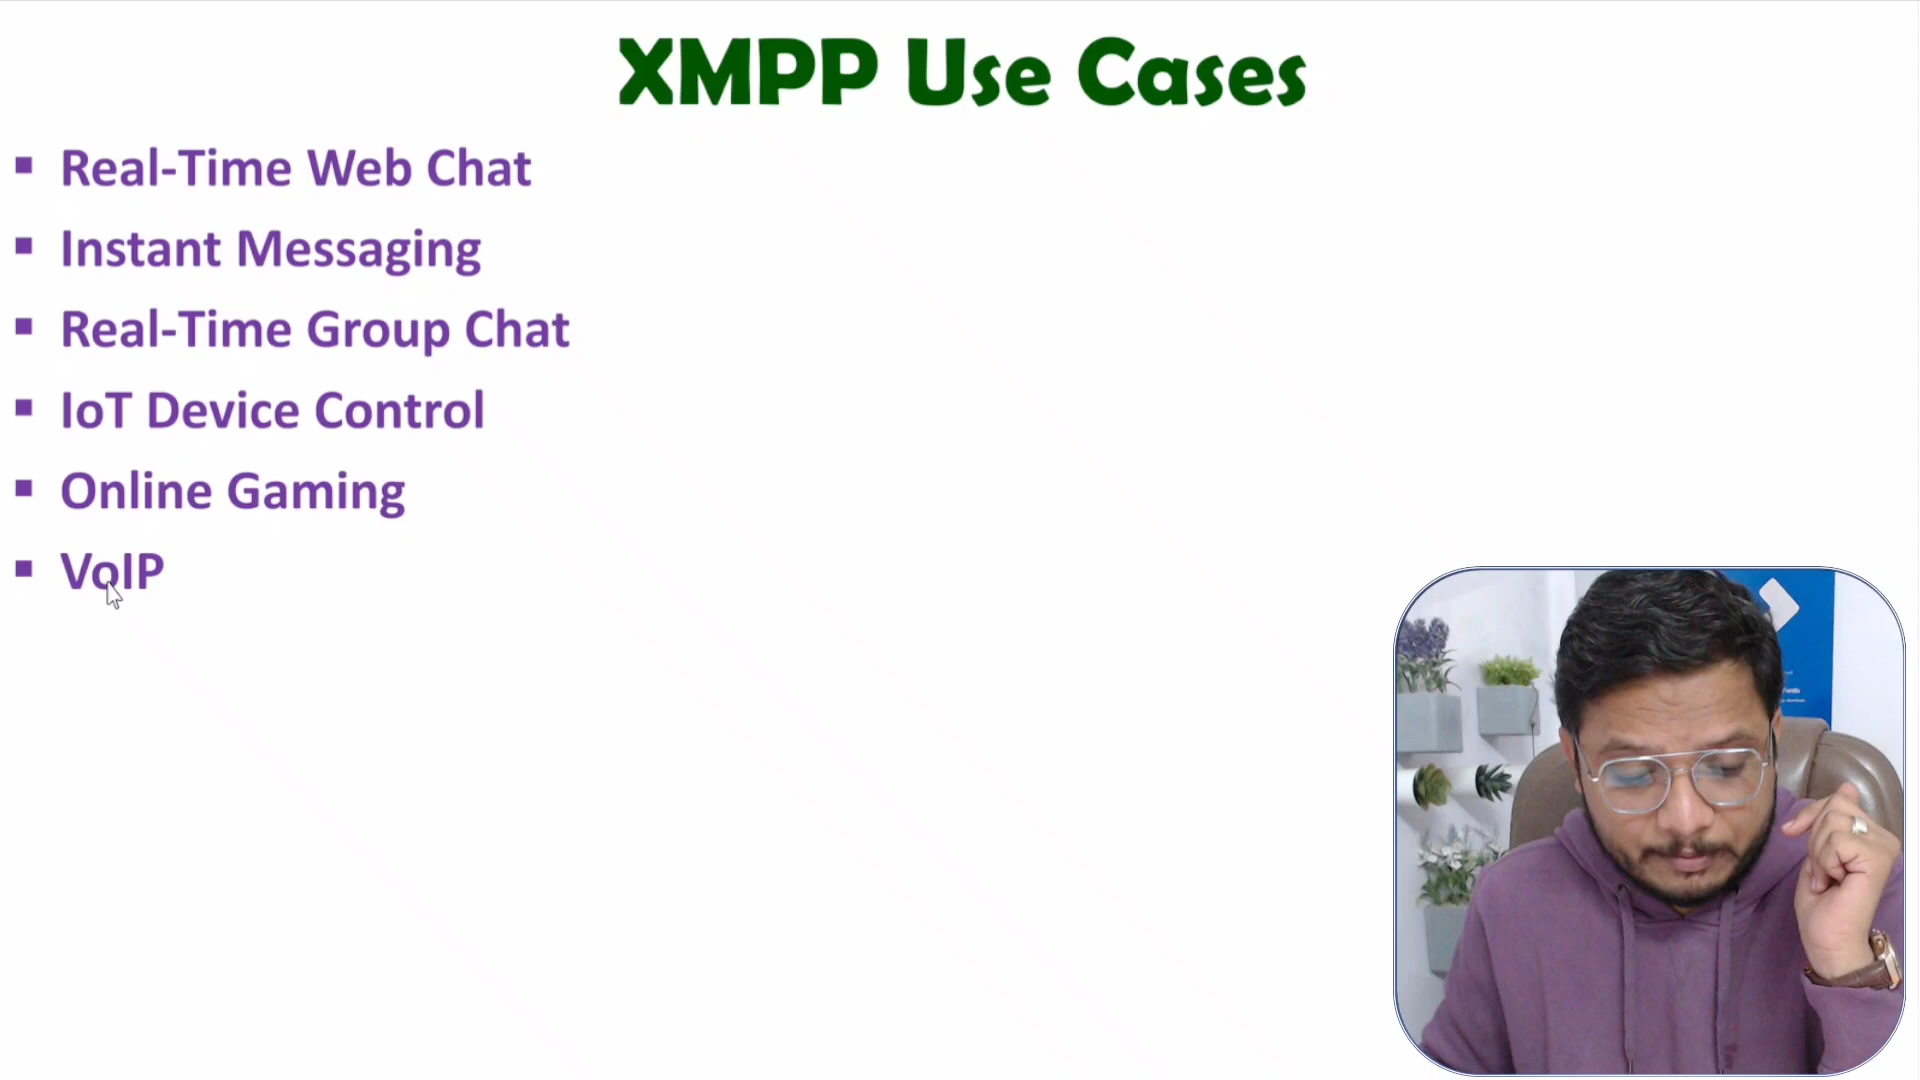 XMPP Use Cases
▪ Real-Time Web Chat
▪ Instant Messaging
▪ Real-Time Group Chat
▪ IoT Device Control
▪ Online Gaming
▪ VoIP